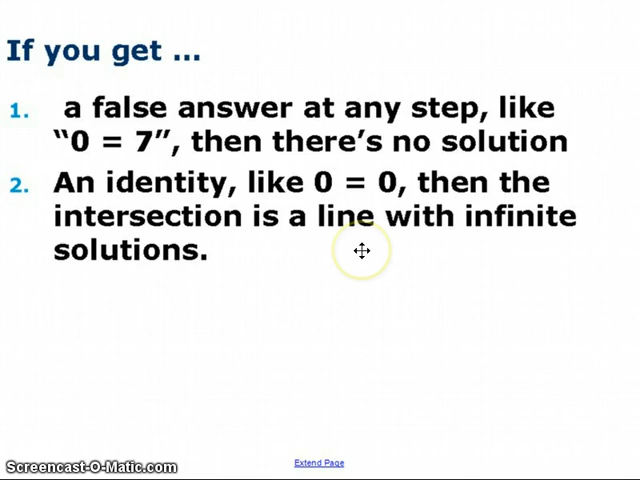 If you get ...
1. a false answer at any step, like
“0 = 7”, then there’s no solution
2. An identity, like 0 = 0, then the
intersection is a line with infinite
solutions.
Extend Page
Screencast-O-Matic.com